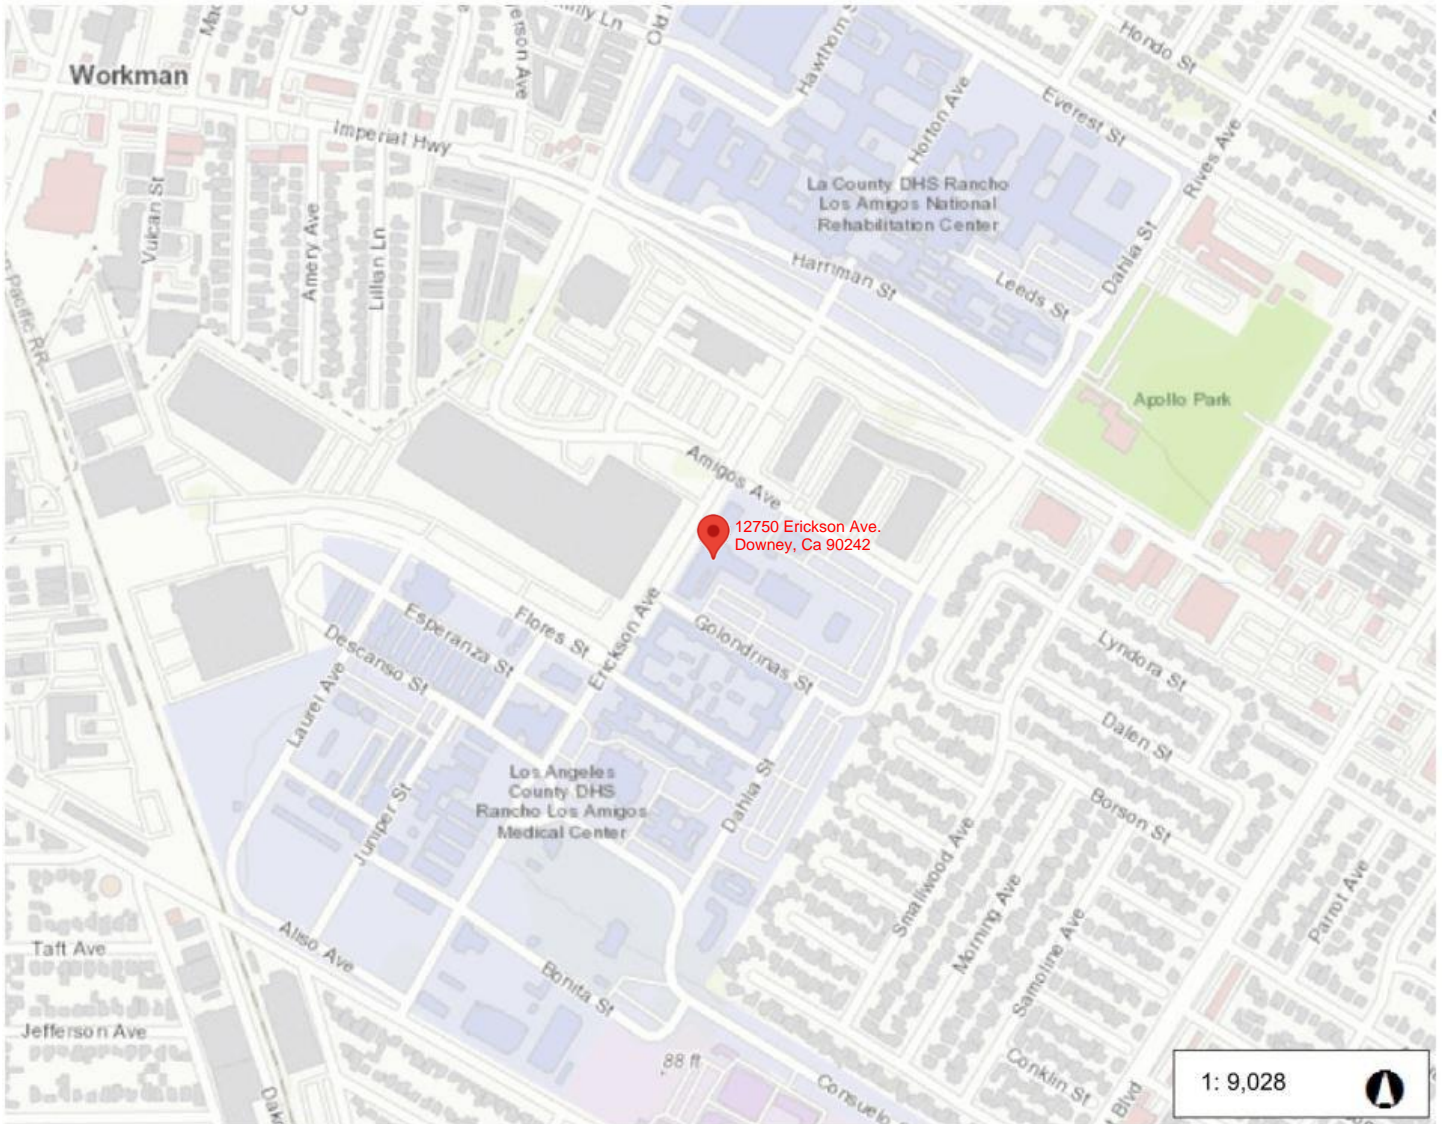 Hondo St
Workman
Everest St
Imperial Hwy
Hawthorn
Horton Ave
Rives Ave
La County DHS Rancho
Los Amigos National
Rehabilitation Center
Vulcan St
Amery Ave
Lillian Ln
Harriman St
Leeds St
Dahlia St
Apollo Park
Amigos Ave
12750 Erickson Ave.
Downey, Ca 90242
Esperanza St
Flores St
Erickson Ave
Golondrinas St
Descanso St
Laurel Ave
Lyndora St
Dalen St
Los Angeles
County DHS
Rancho Los Amigos
Medical Center
Dahlia St
Juniper St
Borson St
Smallwood Ave
Morning Ave
Samoline Ave
Parrot Ave
Taft Ave
Aliso Ave
Bonita St
Jefferson Ave
88 ft
Conklin St
Consuelo
Blvd
1: 9,028